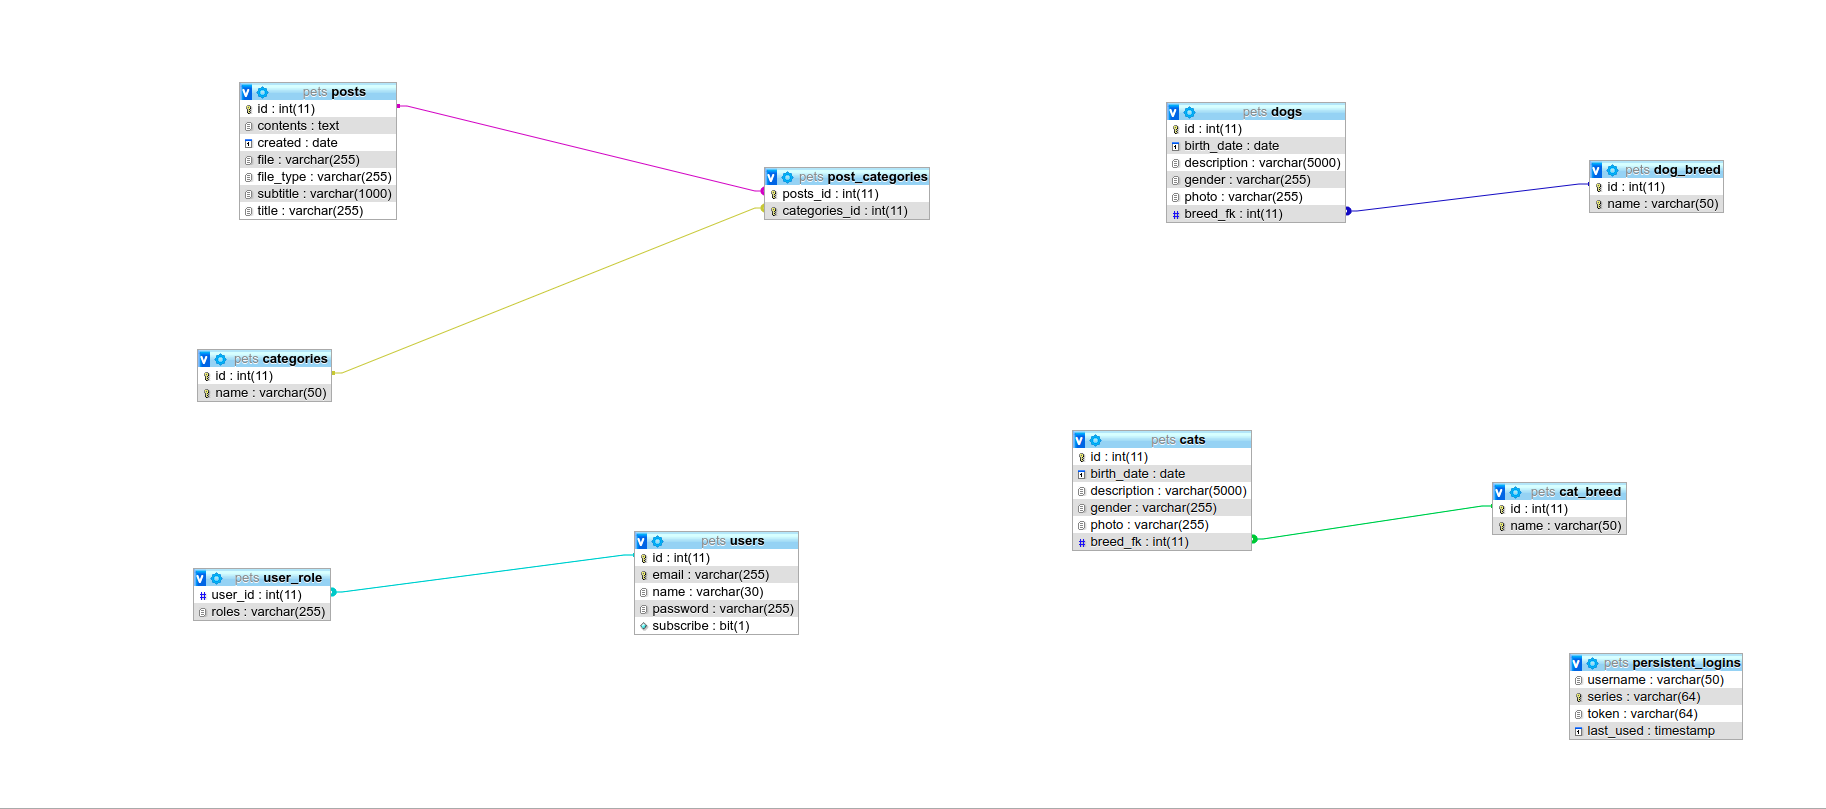 pets posts
id : int(11)
contents : text
created : date
file : varchar(255)
file_type : varchar(255)
subtitle : varchar(1000)
title : varchar(255)
pets post_categories
posts_id : int(11)
categories_id : int(11)
pets dogs
id : int(11)
birth_date : date
description : varchar(5000)
gender : varchar(255)
photo : varchar(255)
# breed_fk : int(11)
pets dog_breed
id : int(11)
name : varchar(50)
pets categories
id : int(11)
name : varchar(50)
pets cats
id : int(11)
birth_date : date
description : varchar(5000)
gender : varchar(255)
photo : varchar(255)
# breed_fk : int(11)
pets cat_breed
id : int(11)
name : varchar(50)
pets user_role
# user_id : int(11)
roles : varchar(255)
pets users
id : int(11)
email : varchar(255)
name : varchar(30)
password : varchar(255)
subscribe : bit(1)
pets persistent_logins
username : varchar(50)
series : varchar(64)
token : varchar(64)
last_used : timestamp